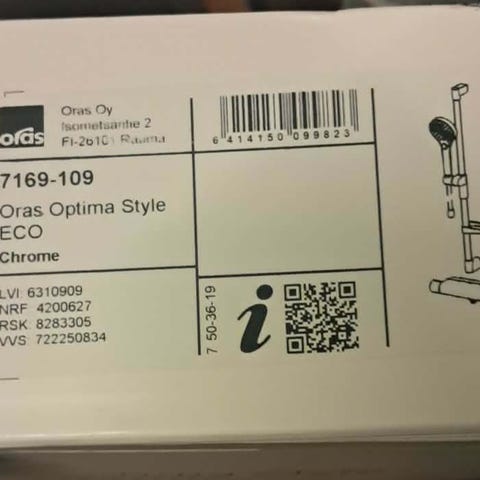 oras
Oras Oy
Isometsäntie 2
FI-26101 Rauma
6 414150 099823
7169-109
Oras Optima Style
ECO
Chrome
LVI: 6310909
NRF 4200627
RSK: 8283305
VVS: 722250834
7 50-36-19
i